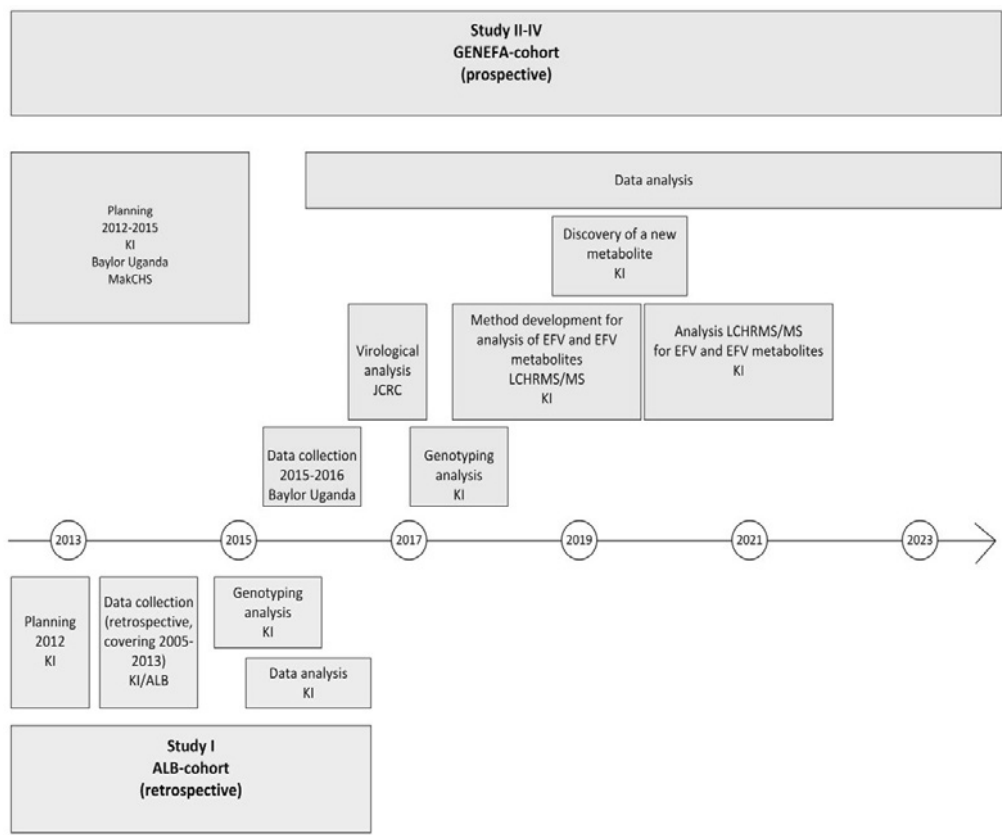 Study II-IV
GENEFA-cohort
(prospective)
Planning
2012-2015
KI
Baylor Uganda
MakCHS
Data analysis
Discovery of a new
metabolite
KI
Virological
analysis
JCRC
Method development for
analysis of EFV and EFV
metabolites
LCHRMS/MS
KI
Analysis LCHRMS/MS
for EFV and EFV metabolites
KI
Data collection
2015-2016
Baylor Uganda
Genotyping
analysis
KI
2013 2015 2017 2019 2021 2023
Planning
2012
KI
Data collection
(retrospective,
covering 2005-
2013)
KI/ALB
Genotyping
analysis
KI
Data analysis
KI
Study I
ALB-cohort
(retrospective)